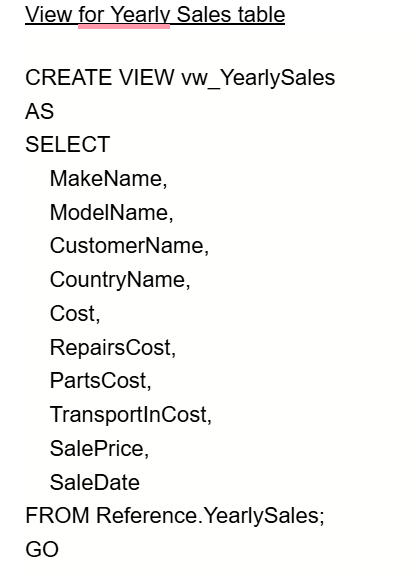 View for Yearly Sales table
CREATE VIEW vw_YearlySales
AS
SELECT
MakeName,
ModelName,
CustomerName,
CountryName,
Cost,
RepairsCost,
PartsCost,
TransportInCost,
SalePrice,
SaleDate
FROM Reference.YearlySales;
GO